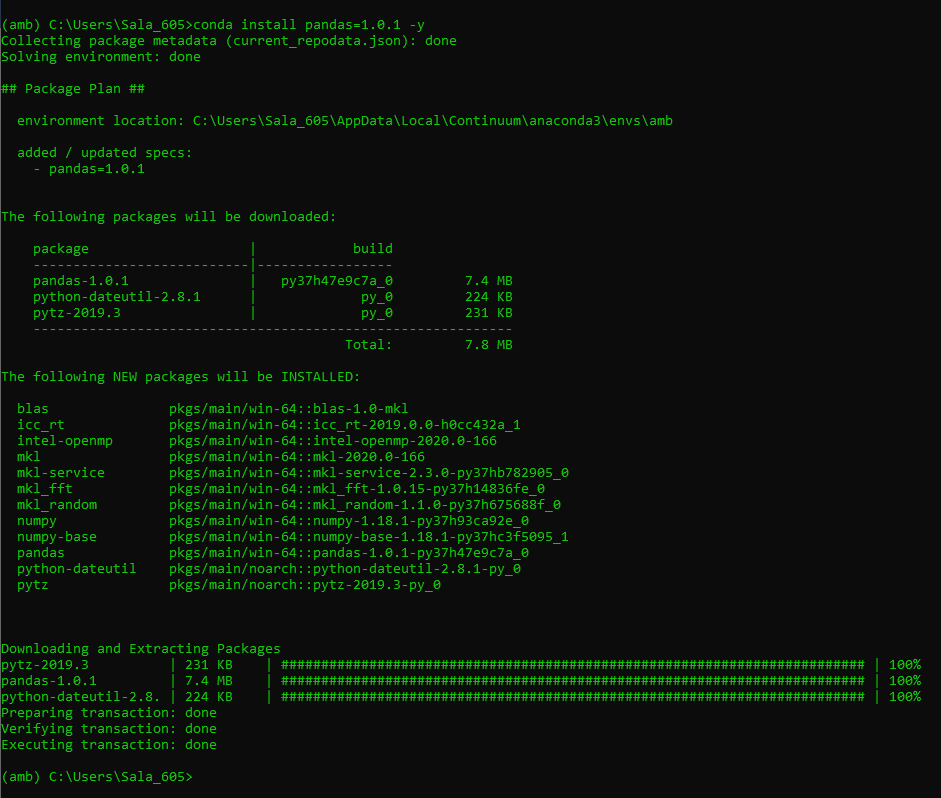 (amb) C:\Users\Sala_605>conda install pandas=1.0.1 -y
Collecting package metadata (current_repodata.json): done
Solving environment: done
## Package Plan ##
  environment location: C:\Users\Sala_605\AppData\Local\Continuum\anaconda3\envs\amb
  added / updated specs:
    - pandas=1.0.1
The following packages will be downloaded:
    package                    |            build
    ---------------------------|-----------------
    pandas-1.0.1               |   py37h47e9c7a_0         7.4 MB
    python-dateutil-2.8.1      |             py_0         224 KB
    pytz-2019.3                |             py_0         231 KB
    ------------------------------------------------------------
                                           Total:         7.8 MB
The following NEW packages will be INSTALLED:
  blas               pkgs/main/win-64::blas-1.0-mkl
  icc_rt             pkgs/main/win-64::icc_rt-2019.0.0-h0cc432a_1
  intel-openmp       pkgs/main/win-64::intel-openmp-2020.0-166
  mkl                pkgs/main/win-64::mkl-2020.0-166
  mkl-service        pkgs/main/win-64::mkl-service-2.3.0-py37hb782905_0
  mkl_fft            pkgs/main/win-64::mkl_fft-1.0.15-py37h14836fe_0
  mkl_random         pkgs/main/win-64::mkl_random-1.1.0-py37h675688f_0
  numpy              pkgs/main/win-64::numpy-1.18.1-py37h93ca92e_0
  numpy-base         pkgs/main/win-64::numpy-base-1.18.1-py37hc3f5095_1
  pandas             pkgs/main/win-64::pandas-1.0.1-py37h47e9c7a_0
  python-dateutil    pkgs/main/noarch::python-dateutil-2.8.1-py_0
  pytz               pkgs/main/noarch::pytz-2019.3-py_0
Downloading and Extracting Packages
pytz-2019.3          | 231 KB    | ######################################################################### | 100%
pandas-1.0.1         | 7.4 MB    | ######################################################################### | 100%
python-dateutil-2.8. | 224 KB    | ######################################################################### | 100%
Preparing transaction: done
Verifying transaction: done
Executing transaction: done
(amb) C:\Users\Sala_605>